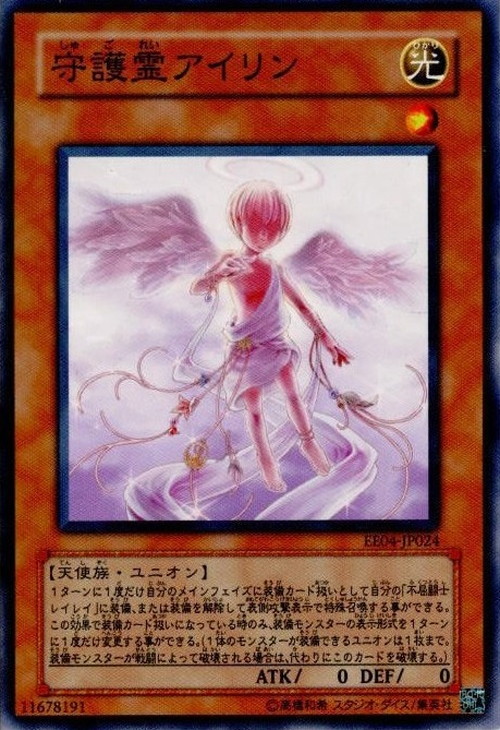 守護霊アイリン
光
EE04-JP024
【天使族・ユニオン】
1ターンに1度だけ自分のメインフェイズに装備カード扱いとして自分の「不屈闘士
レイレイ」に装備、または装備を解除して表側攻撃表示で特殊召喚する事ができる。
この効果で装備カード扱いになっている時のみ、装備モンスターの表示形式を1ターン
に1度だけ変更する事ができる。(1体のモンスターが装備できるユニオンは1枚まで。
装備モンスターが戦闘によって破壊される場合は、代わりにこのカードを破壊する。)
ATK/ 0 DEF/ 0
11678191 ©高橋和希 スタジオ・ダイス/集英社